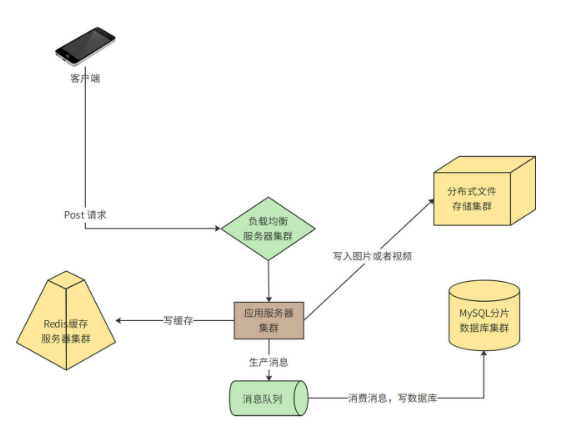 客户端
Post 请求
负载均衡
服务器集群
分布式文件
存储集群
写入图片或者视频
MySQL分片
数据库集群
Redis缓存
服务器集群
写缓存
应用服务器
集群
生产消息
消息队列
消费消息，写数据库